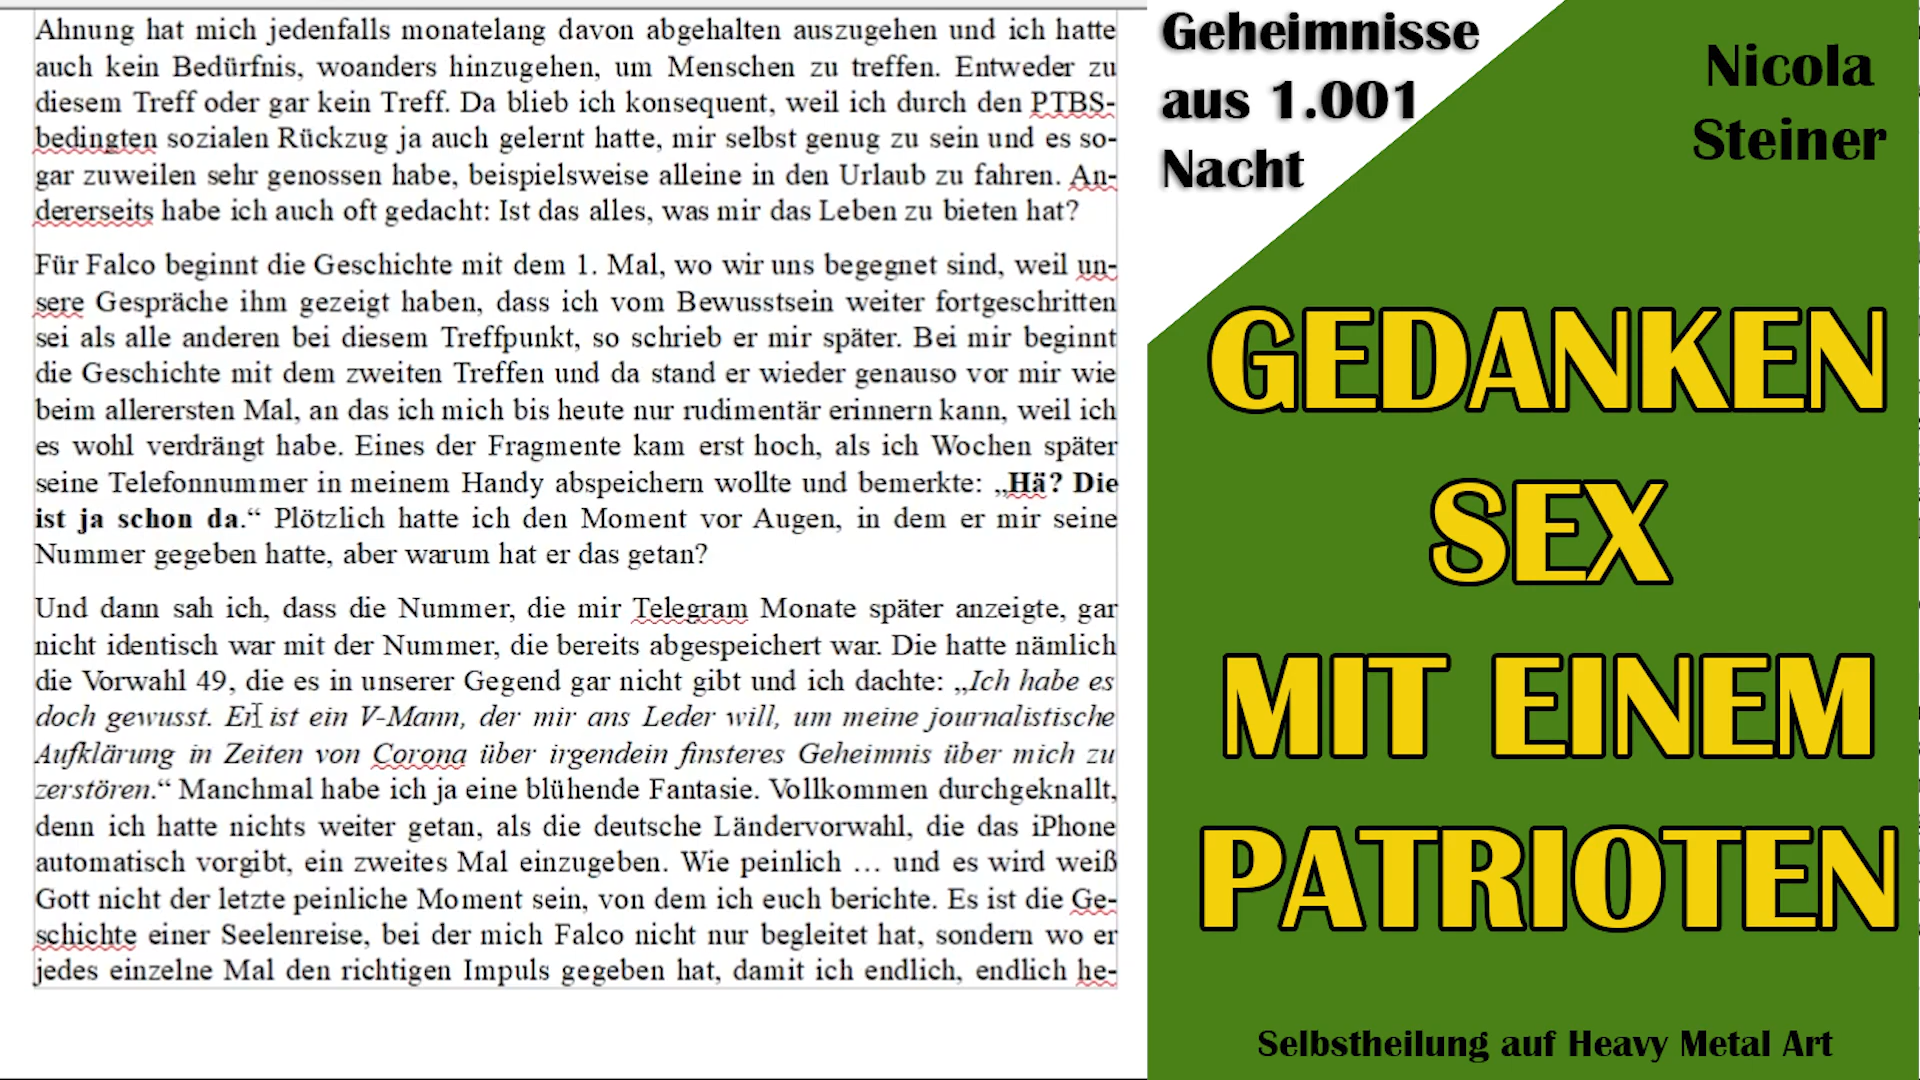 Ahnung hat mich jedenfalls monatelang davon abgehalten auszugehen und ich hatte
auch kein Bedürfnis, woanders hinzugehen, um Menschen zu treffen. Entweder zu
diesem Treff oder gar kein Treff. Da blieb ich konsequent, weil ich durch den PTBS-
bedingten sozialen Rückzug ja auch gelernt hatte, mir selbst genug zu sein und es so-
gar zuweilen sehr genossen habe, beispielsweise alleine in den Urlaub zu fahren. An-
dererseits habe ich auch oft gedacht: Ist das alles, was mir das Leben zu bieten hat?
Für Falco beginnt die Geschichte mit dem 1. Mal, wo wir uns begegnet sind, weil un-
sere Gespräche ihm gezeigt haben, dass ich vom Bewusstsein weiter fortgeschritten
sei als alle anderen bei diesem Treffpunkt, so schrieb er mir später. Bei mir beginnt
die Geschichte mit dem zweiten Treffen und da stand er wieder genauso vor mir wie
beim allerersten Mal, an das ich mich bis heute nur rudimentär erinnern kann, weil ich
es wohl verdrängt habe. Eines der Fragmente kam erst hoch, als ich Wochen später
seine Telefonnummer in meinem Handy abspeichern wollte und bemerkte: „Hä? Die
ist ja schon da.“ Plötzlich hatte ich den Moment vor Augen, in dem er mir seine
Nummer gegeben hatte, aber warum hat er das getan?
Und dann sah ich, dass die Nummer, die mir Telegram Monate später anzeigte, gar
nicht identisch war mit der Nummer, die bereits abgespeichert war. Die hatte nämlich
die Vorwahl 49, die es in unserer Gegend gar nicht gibt und ich dachte: „Ich habe es
doch gewusst. Er ist ein V-Mann, der mir ans Leder will, um meine journalistische
Aufklärung in Zeiten von Corona über irgendein finsteres Geheimnis über mich zu
zerstören.“ Manchmal habe ich ja eine blühende Fantasie. Vollkommen durchgeknallt,
denn ich hatte nichts weiter getan, als die deutsche Ländervorwahl, die das iPhone
automatisch vorgibt, ein zweites Mal einzugeben. Wie peinlich … und es wird weiß
Gott nicht der letzte peinliche Moment sein, von dem ich euch berichte. Es ist die Ge-
schichte einer Seelenreise, bei der mich Falco nicht nur begleitet hat, sondern wo er
jedes einzelne Mal den richtigen Impuls gegeben hat, damit ich endlich, endlich he-
Geheimnisse
aus 1.001
Nacht
Nicola
Steiner
GEDANKEN
SEX
MIT EINEM
PATRIOTEN
Selbstheilung auf Heavy Metal Art